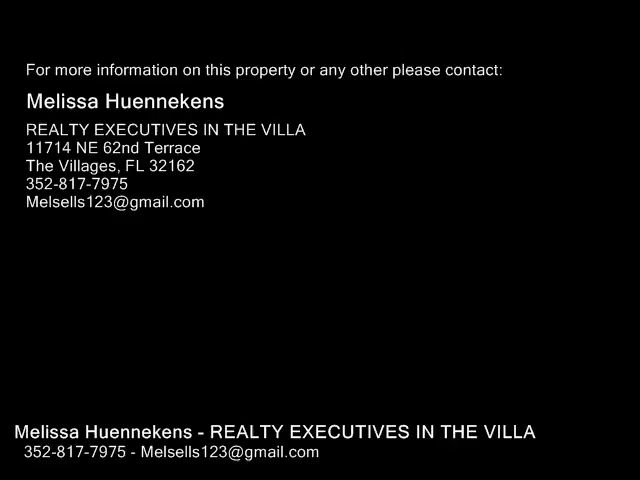 For more information on this property or any other please contact:
Melissa Huennekens
REALTY EXECUTIVES IN THE VILLA
11714 NE 62nd Terrace
The Villages, FL 32162
352-817-7975
Melsells123@gmail.com
Melissa Huennekens - REALTY EXECUTIVES IN THE VILLA
352-817-7975 - Melsells123@gmail.com